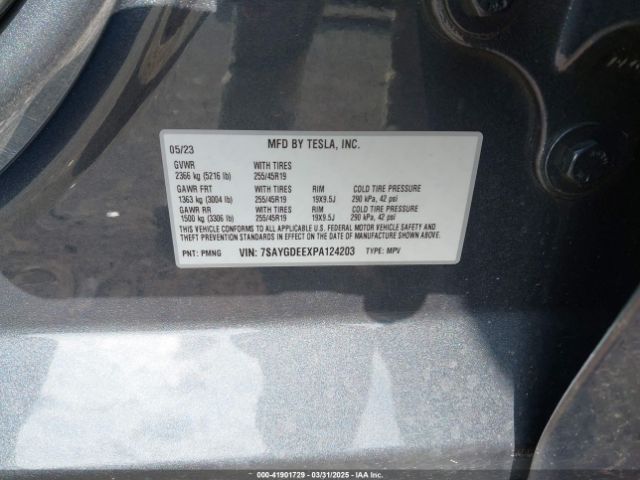 05/23 MFD BY TESLA, INC.
GVWR WITH TIRES
2366 kg (5216 lb) 255/45R19
GAWR FRT WITH TIRES RIM COLD TIRE PRESSURE
1363 kg (3004 lb) 255/45R19 19X9.5J 290 kPa, 42 psi
GAWR RR WITH TIRES RIM COLD TIRE PRESSURE
1500 kg (3306 lb) 255/45R19 19X9.5J 290 kPa, 42 psi
THIS VEHICLE CONFORMS TO ALL APPLICABLE U.S. FEDERAL MOTOR VEHICLE
SAFETY AND THEFT PREVENTION STANDARDS IN EFFECT ON THE DATE OF
MANUFACTURE SHOWN ABOVE.
PNT: PMNG VIN: 7SAYGDEEXPA124203 TYPE: MPV
000-41901729 - 03/31/2025 - IAA Inc.